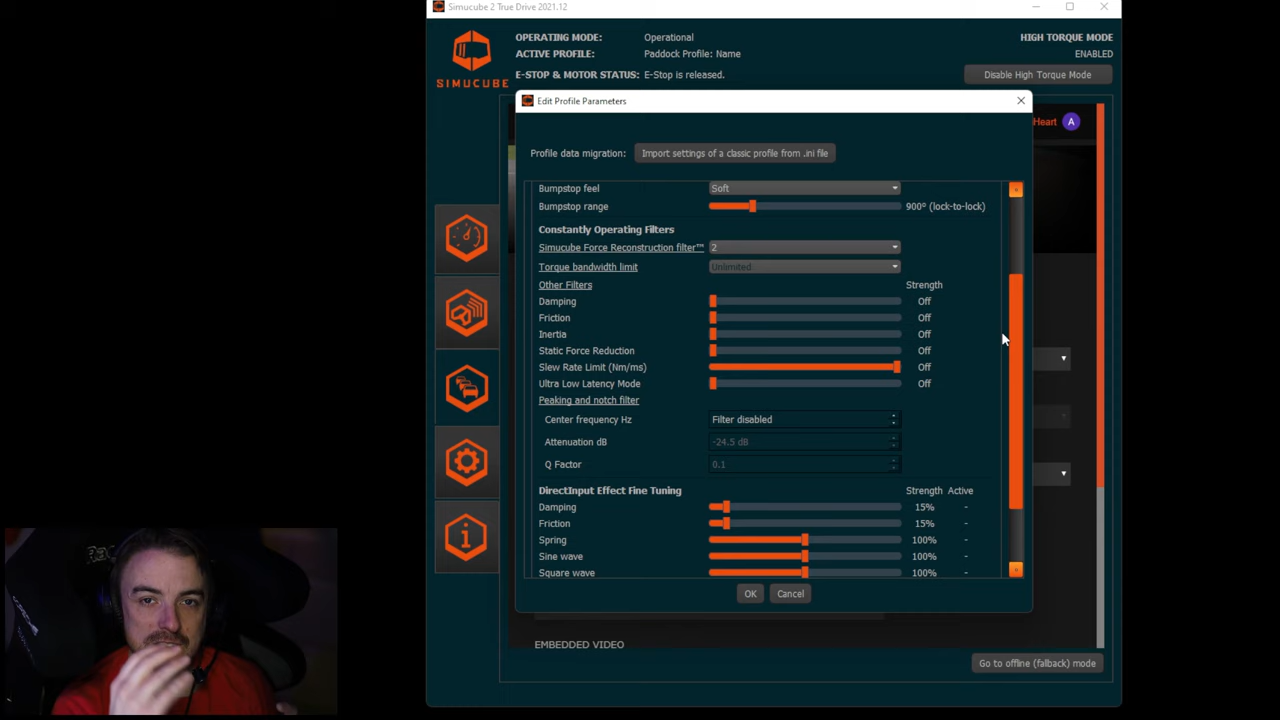 Simucube 2 True Drive 2021.12
SIMUCUBE
OPERATING MODE: Operational
ACTIVE PROFILE: Paddock Profile: Name
E-STOP & MOTOR STATUS: E-Stop is released.
HIGH TORQUE MODE
ENABLED
Disable High Torque Mode
Heart A
Edit Profile Parameters
Profile data migration: Import settings of a classic profile from .ini file
Bumpstop feel Soft
Bumpstop range 900º (lock-to-lock)
Constantly Operating Filters
Simucube Force Reconstruction filter™ 2
Torque bandwidth limit Unlimited
Other Filters Strength
Damping Off
Friction Off
Inertia Off
Static Force Reduction Off
Slew Rate Limit (Nm/ms) Off
Ultra Low Latency Mode Off
Peaking and notch filter
Center frequency Hz Filter disabled
Attenuation dB -24.5 dB
Q Factor 0.1
DirectInput Effect Fine Tuning Strength Active
Damping 15% -
Friction 15% -
Spring 100% -
Sine wave 100% -
Square wave 100% -
OK Cancel
EMBEDDED VIDEO
Go to offline (fallback) mode